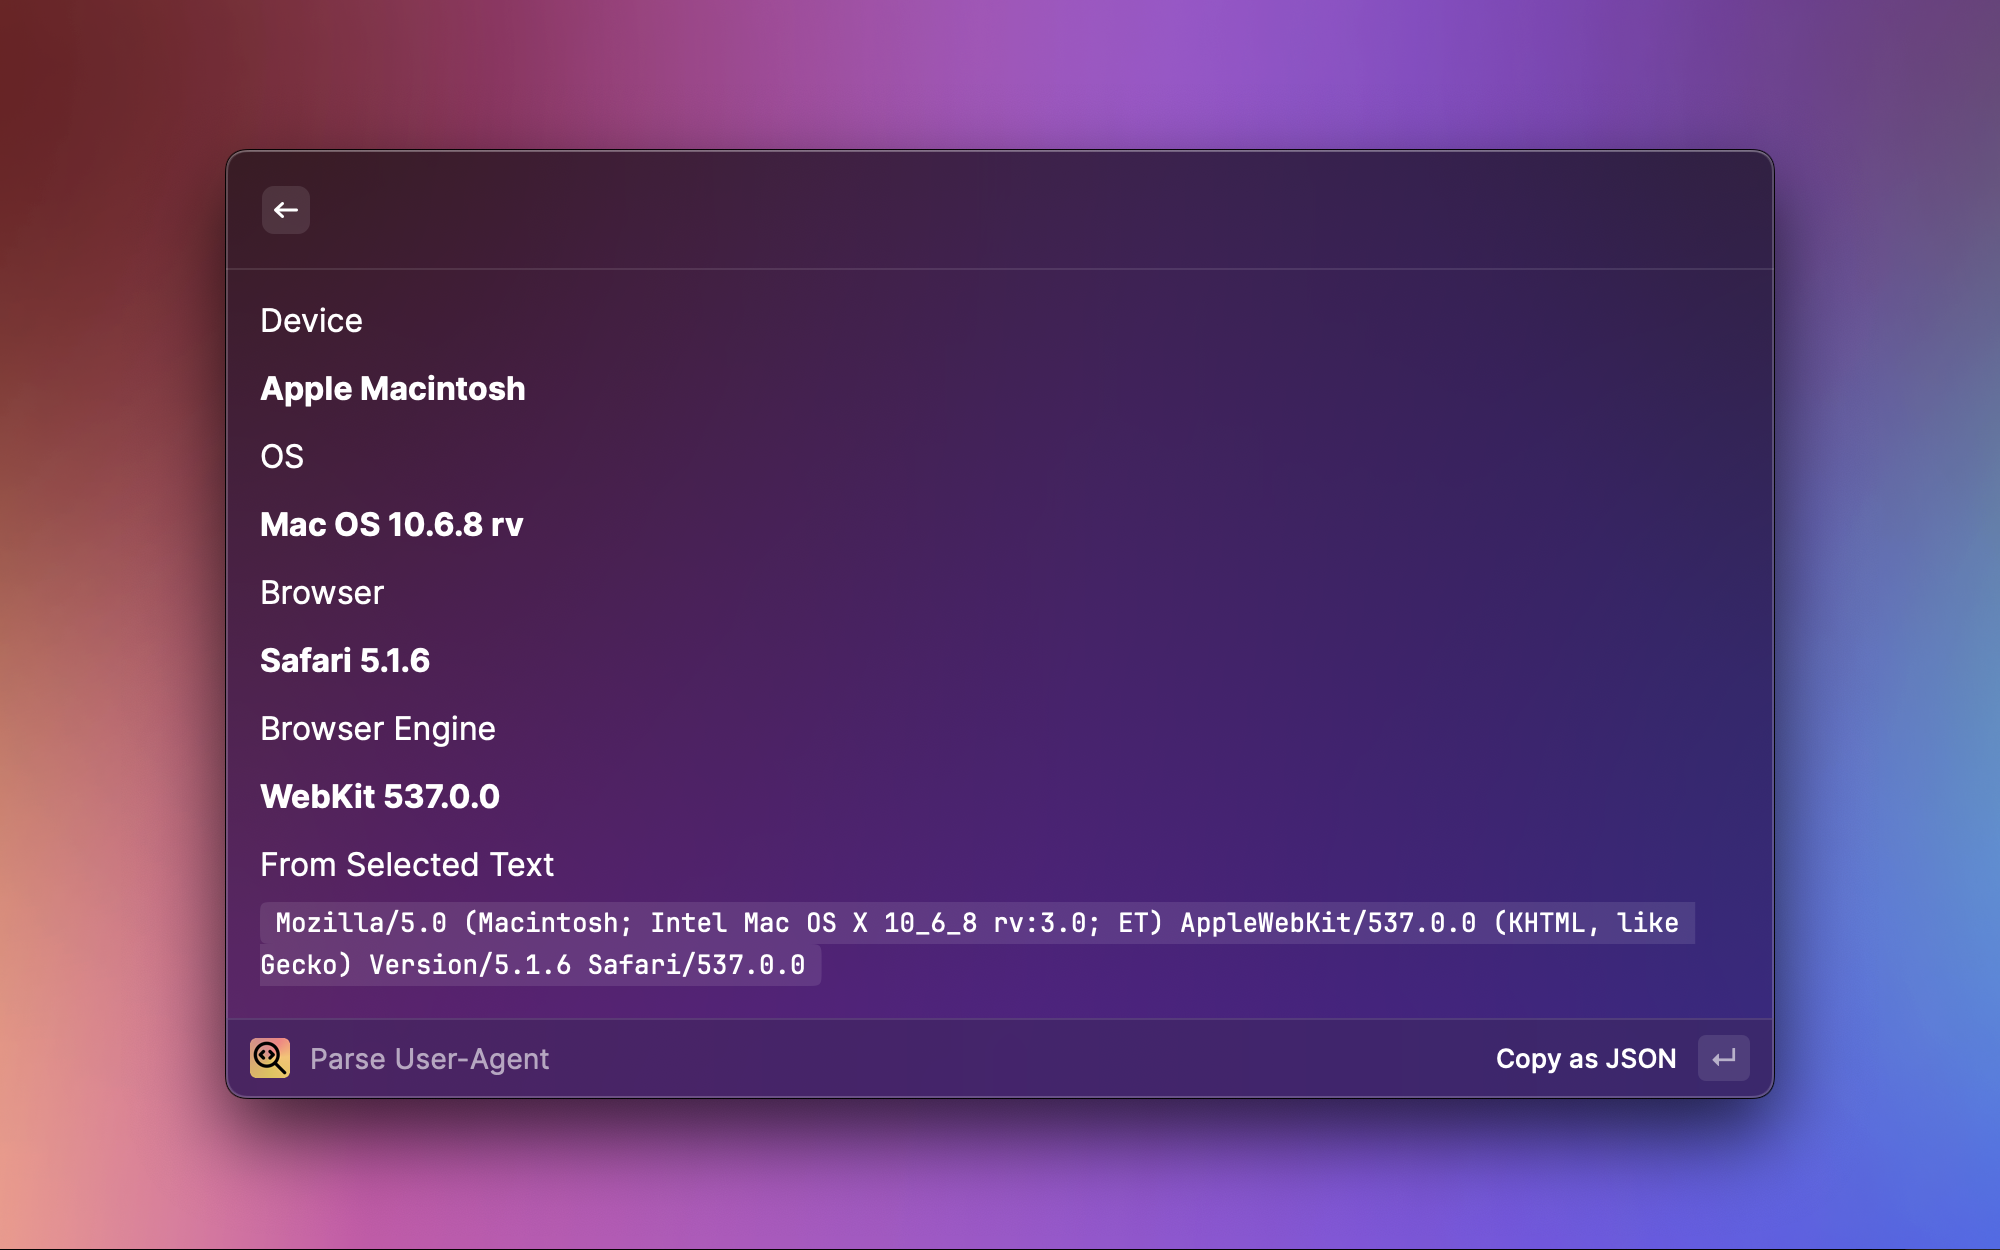 Device
Apple Macintosh
OS
Mac OS 10.6.8 rv
Browser
Safari 5.1.6
Browser Engine
WebKit 537.0.0
From Selected Text
Mozilla/5.0 (Macintosh; Intel Mac OS X 10_6_8 rv:3.0; ET) AppleWebKit/537.0.0 (KHTML, like
Gecko) Version/5.1.6 Safari/537.0.0
Parse User-Agent
Copy as JSON